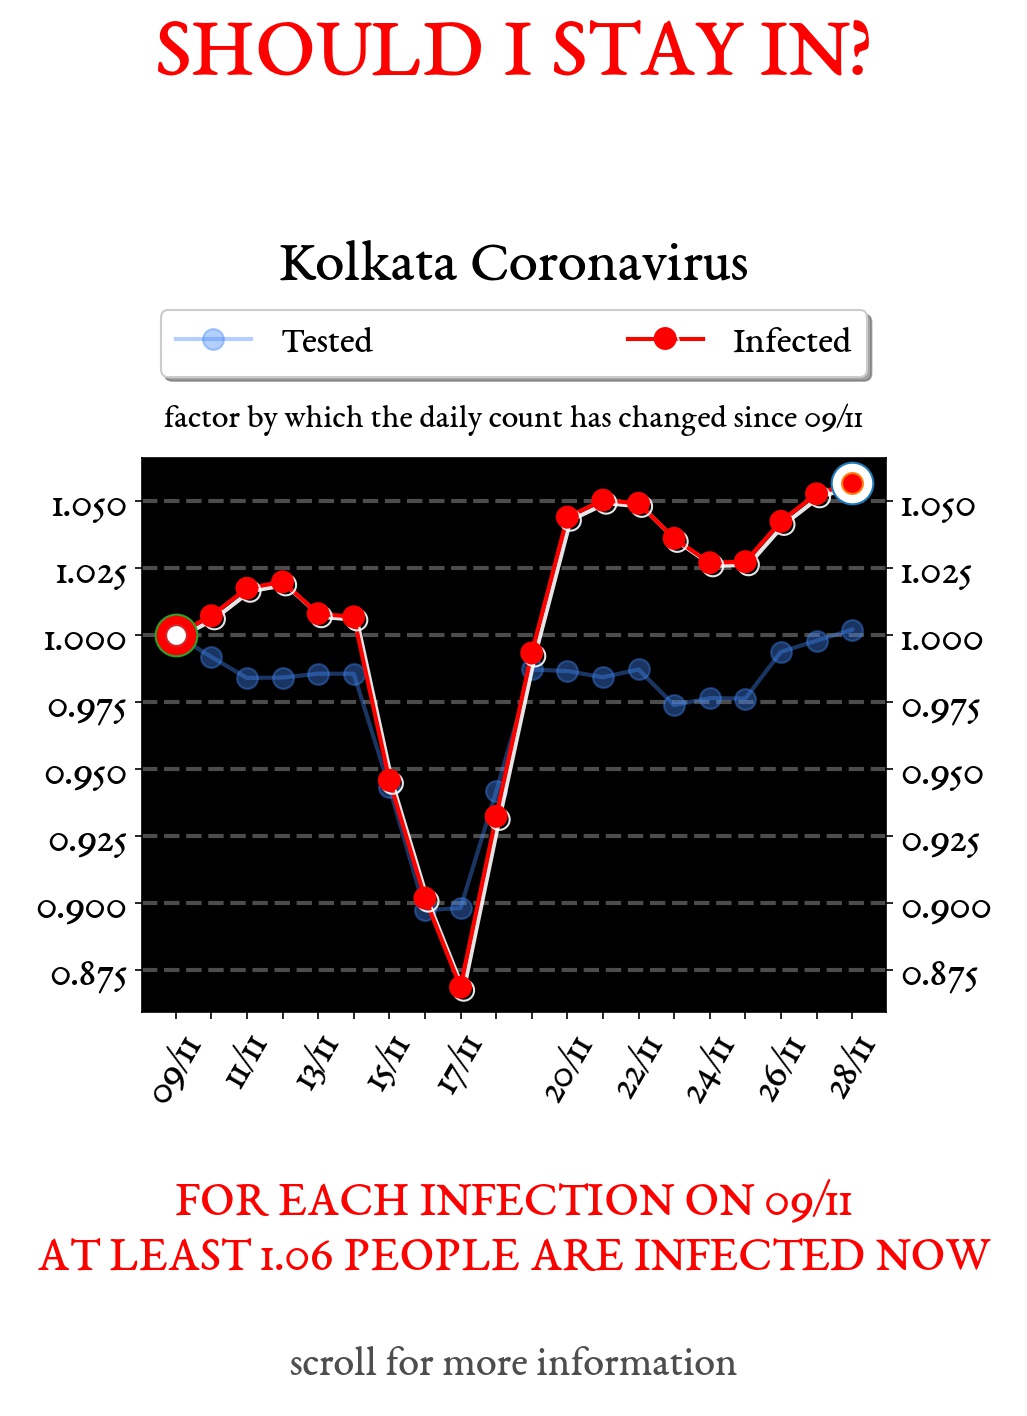 SHOULD I STAY IN?
Kolkata Coronavirus
Tested Infected
factor by which the daily count has changed since 09/11
1.050 1.050
1.025 1.025
1.000 1.000
0.975 0.975
0.950 0.950
0.925 0.925
0.900 0.900
0.875 0.875
09/11 11/11 13/11 15/11 17/11 20/11 22/11 24/11 26/11 28/11
FOR EACH INFECTION ON 09/11
AT LEAST 1.06 PEOPLE ARE INFECTED NOW
scroll for more information